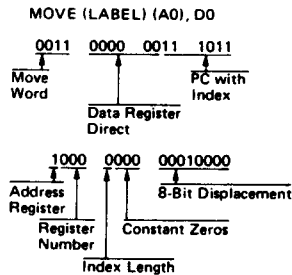 MOVE (LABEL) (A0), D0
0011 0000 0011 1011
Move Word
PC with Index
Data Register Direct
1000 0000 00010000
Address Register
8-Bit Displacement
Register Number
Constant Zeros
Index Length